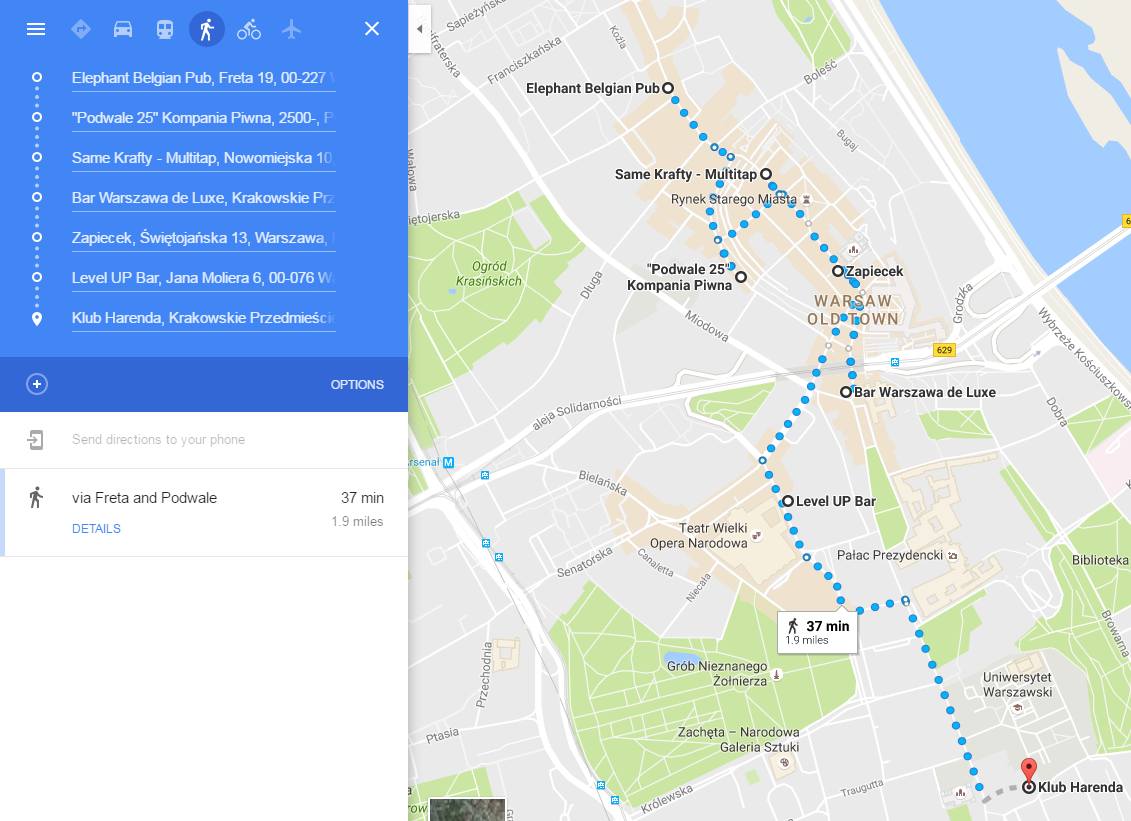 Elephant Belgian Pub, Freta 19, 00-227
"Podwale 25" Kompania Piwna, 2500-, P
Same Krafty - Multitap, Nowomiejska 10,
Bar Warszawa de Luxe, Krakowskie Prz
Zapiecek, Świętojańska 13, Warszawa,
Level UP Bar, Jana Moliera 6, 00-076 Wa
Klub Harenda, Krakowskie Przedmieście
OPTIONS
Send directions to your phone
via Freta and Podwale
37 min
1.9 miles
DETAILS
Koźla
Franciszkańska
Boleść
Elephant Belgian Pub
Bugaj
Wałowa
Same Krafty - Multitap
Rynek Starego Miasta
Świętojerska
Ogród
Krasińskich
Długa
"Podwale 25"
Kompania Piwna
Zapiecek
WARSAW
OLD TOWN
Grodzka
Miodowa
Wybrzeże Kościuszkowskie
629
6
Bar Warszawa de Luxe
Dobra
aleja Solidarności
Arsenał M
Bielańska
Level UP Bar
Teatr Wielki
Opera Narodowa
Senatorska
Canaletta
Niecała
Pałac Prezydencki
Biblioteka
37 min
1.9 miles
Browarna
Przechodnia
Grób Nieznanego
Żołnierza
Uniwersytet
Warszawski
Ptasia
Zachęta – Narodowa
Galeria Sztuki
Królewska
Traugutta
Klub Harenda